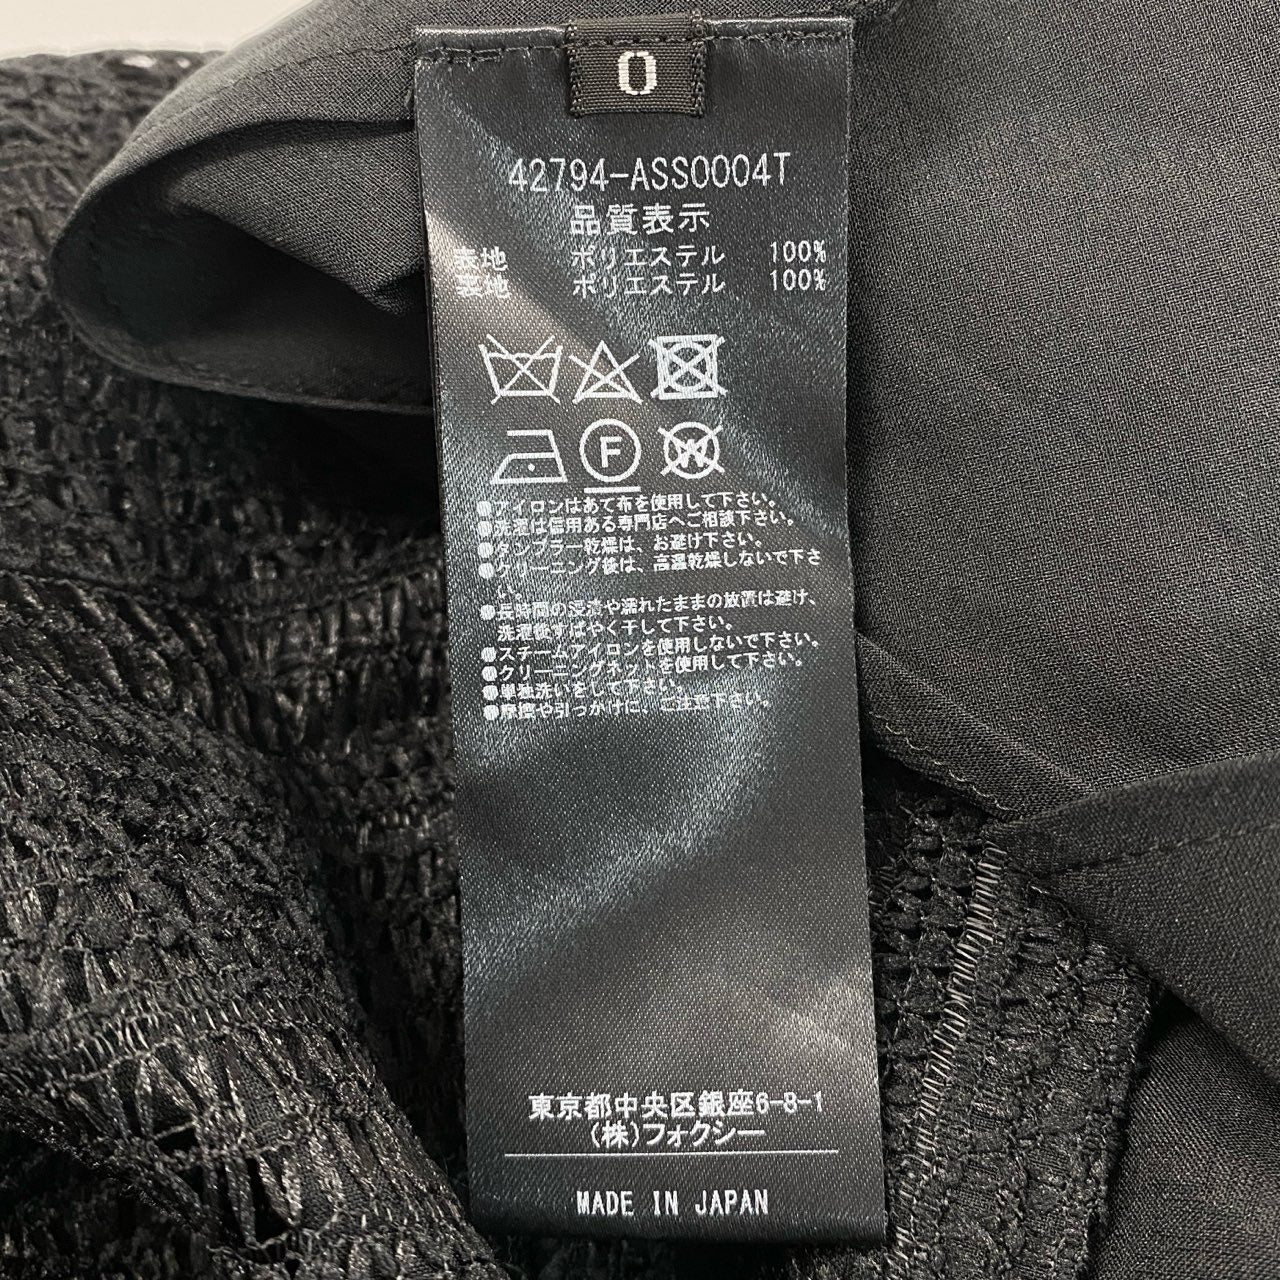 0
42794-ASS0004T
品質表示
表地 ポリエステル 100%
表地 ポリエステル 100%
F
W
●アイロンはあて布を使用して下さい。
●洗濯は信用ある専門店へご相談下さい。
●タンブラー乾燥は、お避け下さい。
●クリーニング後は、高温乾燥しないで下さ
い。
●長時間の浸漬や濡れたままの放置は避け、
洗濯後すばやく干して下さい。
●スチームアイロンを使用しないで下さい。
●クリーニングネットを使用して下さい。
●単独洗いをして下さい。
●摩擦や引っかけに、ご注意下さい。
東京都中央区銀座6-8-1
(株)フォクシー
MADE IN JAPAN